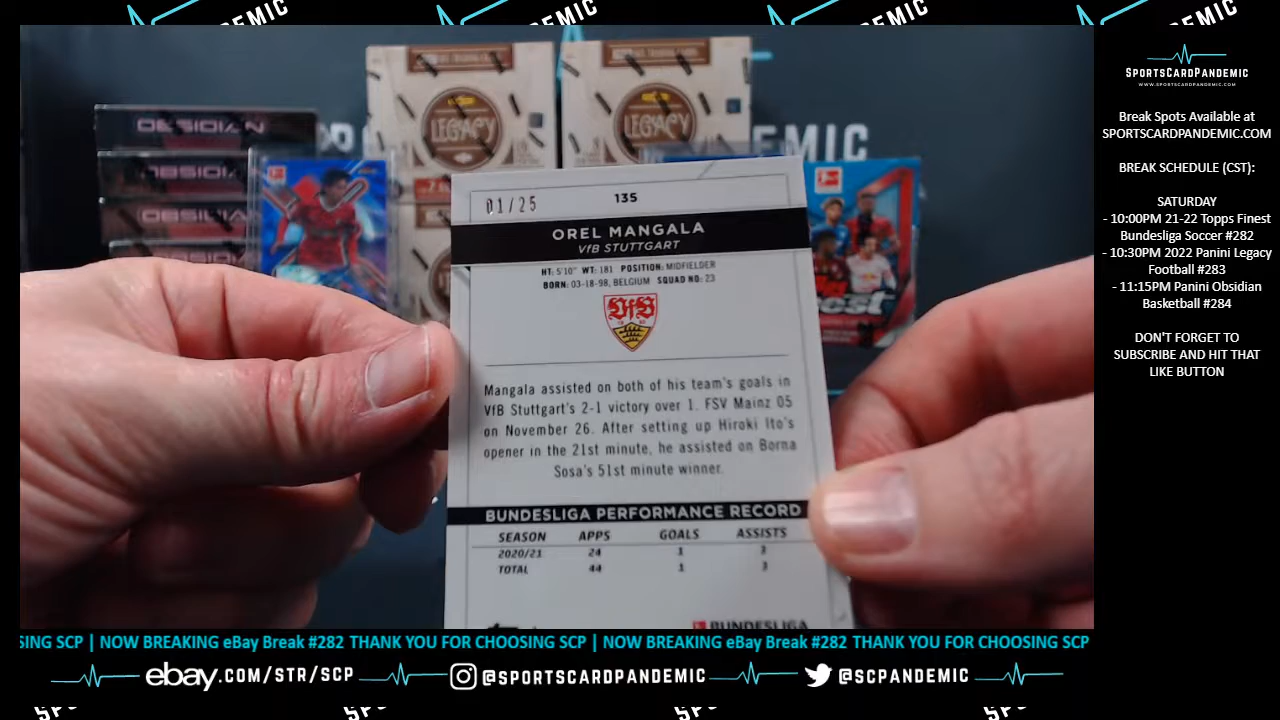 SPORTSCARDPANDEMIC
WWW.SPORTSCARDPANDEMIC.COM
Break Spots Available at
SPORTSCARDPANDEMIC.COM
BREAK SCHEDULE (CST):
SATURDAY
- 10:00PM 21-22 Topps Finest
Bundesliga Soccer #282
- 10:30PM 2022 Panini Legacy
Football #283
- 11:15PM Panini Obsidian
Basketball #284
DON'T FORGET TO
SUBSCRIBE AND HIT THAT
LIKE BUTTON
LEGACY
LEGACY
OBSIDIAN
OBSIDIAN
OBSIDIAN
EMIC
01/25
135
OREL MANGALA
VfB STUTTGART
HT: 5'10" WT: 181 POSITION: MIDFIELDER
BORN: 03-18-98, BELGIUM SQUAD NO: 23
VfB
Mangala assisted on both of his team's goals in
VfB Stuttgart's 2-1 victory over 1. FSV Mainz 05
on November 26. After setting up Hiroki Ito's
opener in the 21st minute, he assisted on Borna
Sosa's 51st minute winner.
BUNDESLIGA PERFORMANCE RECORD
SEASON APPS GOALS ASSISTS
2020/21 24 1 3
TOTAL 44 1 3
BUNDESLIGA
SING SCP | NOW BREAKING eBay Break #282 THANK YOU FOR CHOOSING SCP | NOW BREAKING eBay Break #282 THANK YOU FOR CHOOSING SCP
ebay.COM/STR/SCP @SPORTSCARDPANDEMIC @SCPANDEMIC